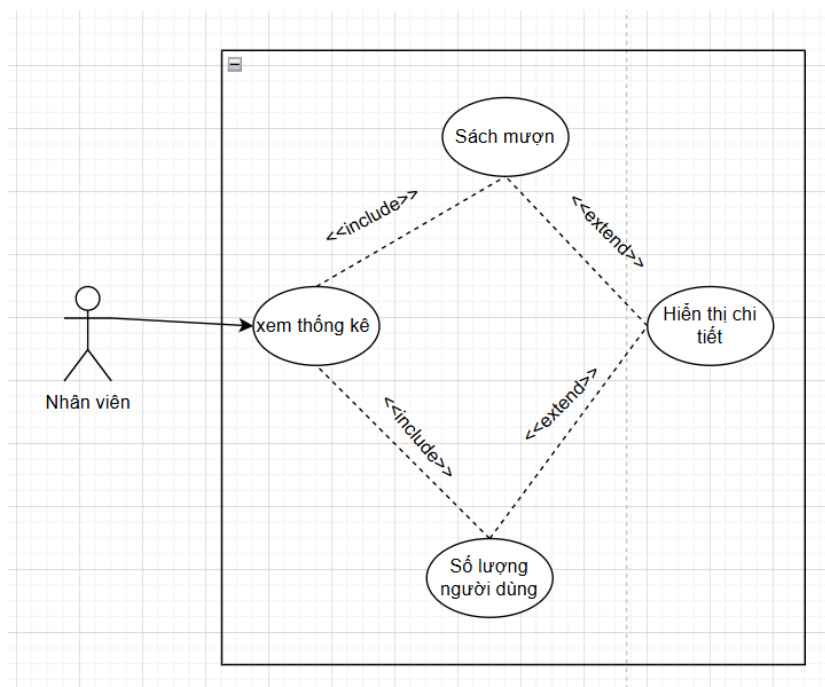 Sách mượn
<<include>>
<<extend>>
xem thống kê
Hiển thị chi
tiết
Nhân viên
<<include>>
<<extend>>
Số lượng
người dùng